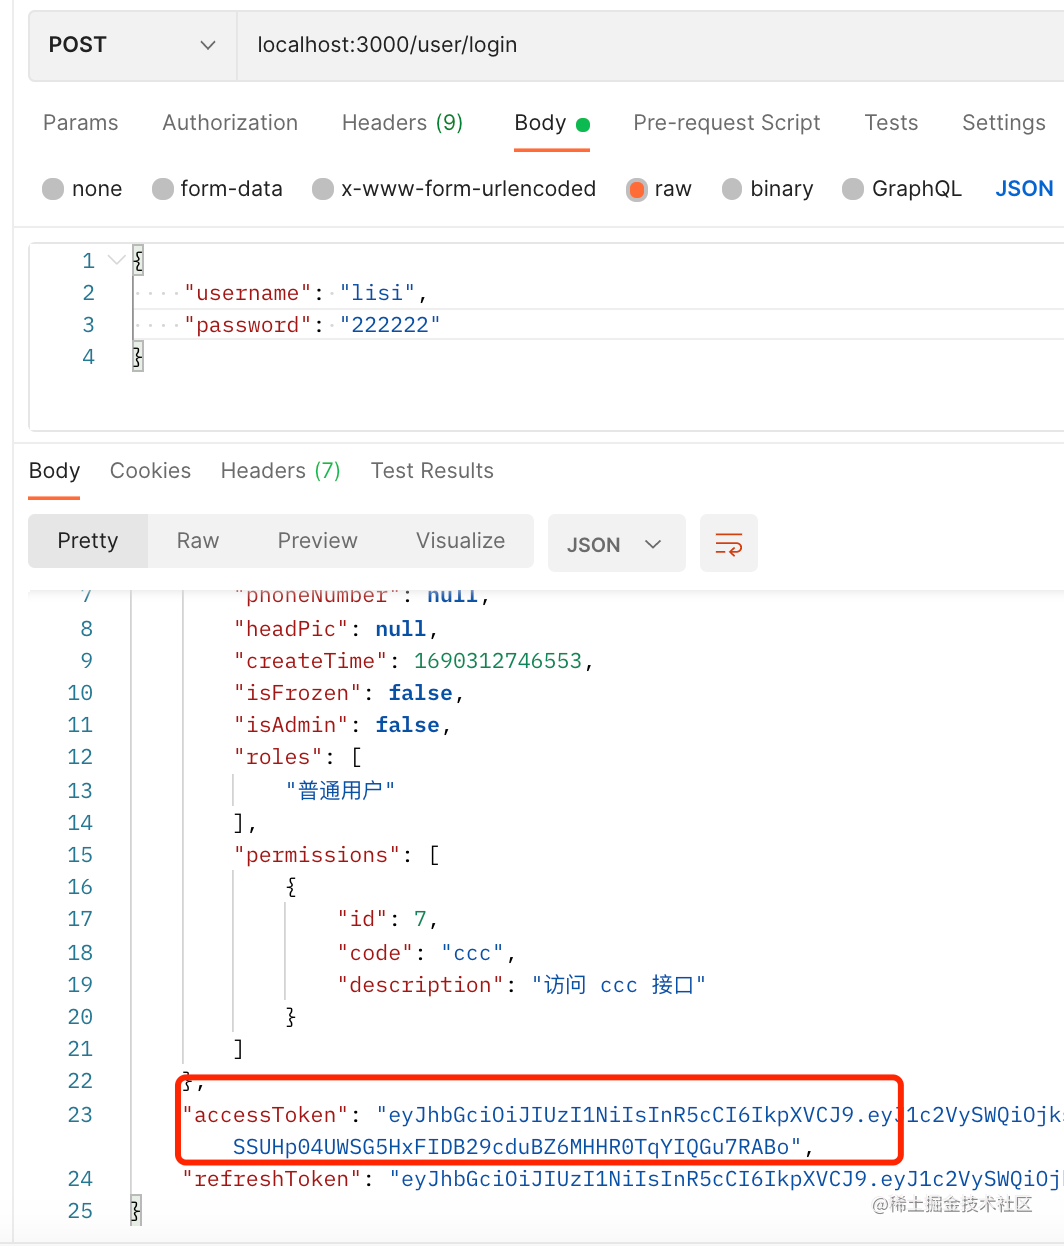 POST localhost:3000/user/login
Params Authorization Headers (9) Body Pre-request Script Tests Settings
none form-data x-www-form-urlencoded raw binary GraphQL JSON
1 {
2 "username": "lisi",
3 "password": "222222"
4 }
Body Cookies Headers (7) Test Results
Pretty Raw Preview Visualize JSON
7 "phoneNumber": null,
8 "headPic": null,
9 "createTime": 1690312746553,
10 "isFrozen": false,
11 "isAdmin": false,
12 "roles": [
13 "普通用户"
14 ],
15 "permissions": [
16 {
17 "id": 7,
18 "code": "ccc",
19 "description": "访问 ccc 接口"
20 }
21 ]
22 },
23 "accessToken": "eyJhbGciOiJIUzI1NiIsInR5cCI6IkpXVCJ9.eyJ1c2VySWQiOjk
SSUHp04UWSG5HxFIDB29cduBZ6MHHR0TqYIQGu7RABo",
24 "refreshToken": "eyJhbGciOiJIUzI1NiIsInR5cCI6IkpXVCJ9.eyJ1c2VySWQiOj
25 }
@稀土掘金技术社区